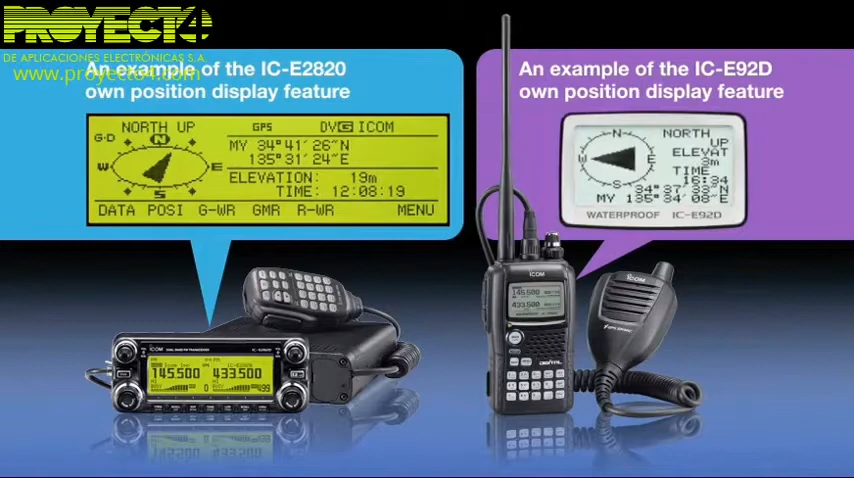 PROYECT4
DE APLICACIONES ELECTRÓNICAS S.A.
www.proyecto4.com
An example of the IC-E2820
own position display feature
NORTH UP
GPS
DVG ICOM
G-D
N
W
E
S
MY 34°41'26"N
135°31'24"E
ELEVATION: 19m
TIME: 12:08:19
DATA POSI G-WR GMR R-WR MENU
An example of the IC-E92D
own position display feature
N
W
E
S
NORTH
UP
ELEVAT
3m
TIME
16:34
34°37'33"N
MY 135°34'08"E
WATERPROOF IC-E92D
ICOM
145.500 433.500
499
ICOM
145.500
433.500
DIGITAL
ICOM